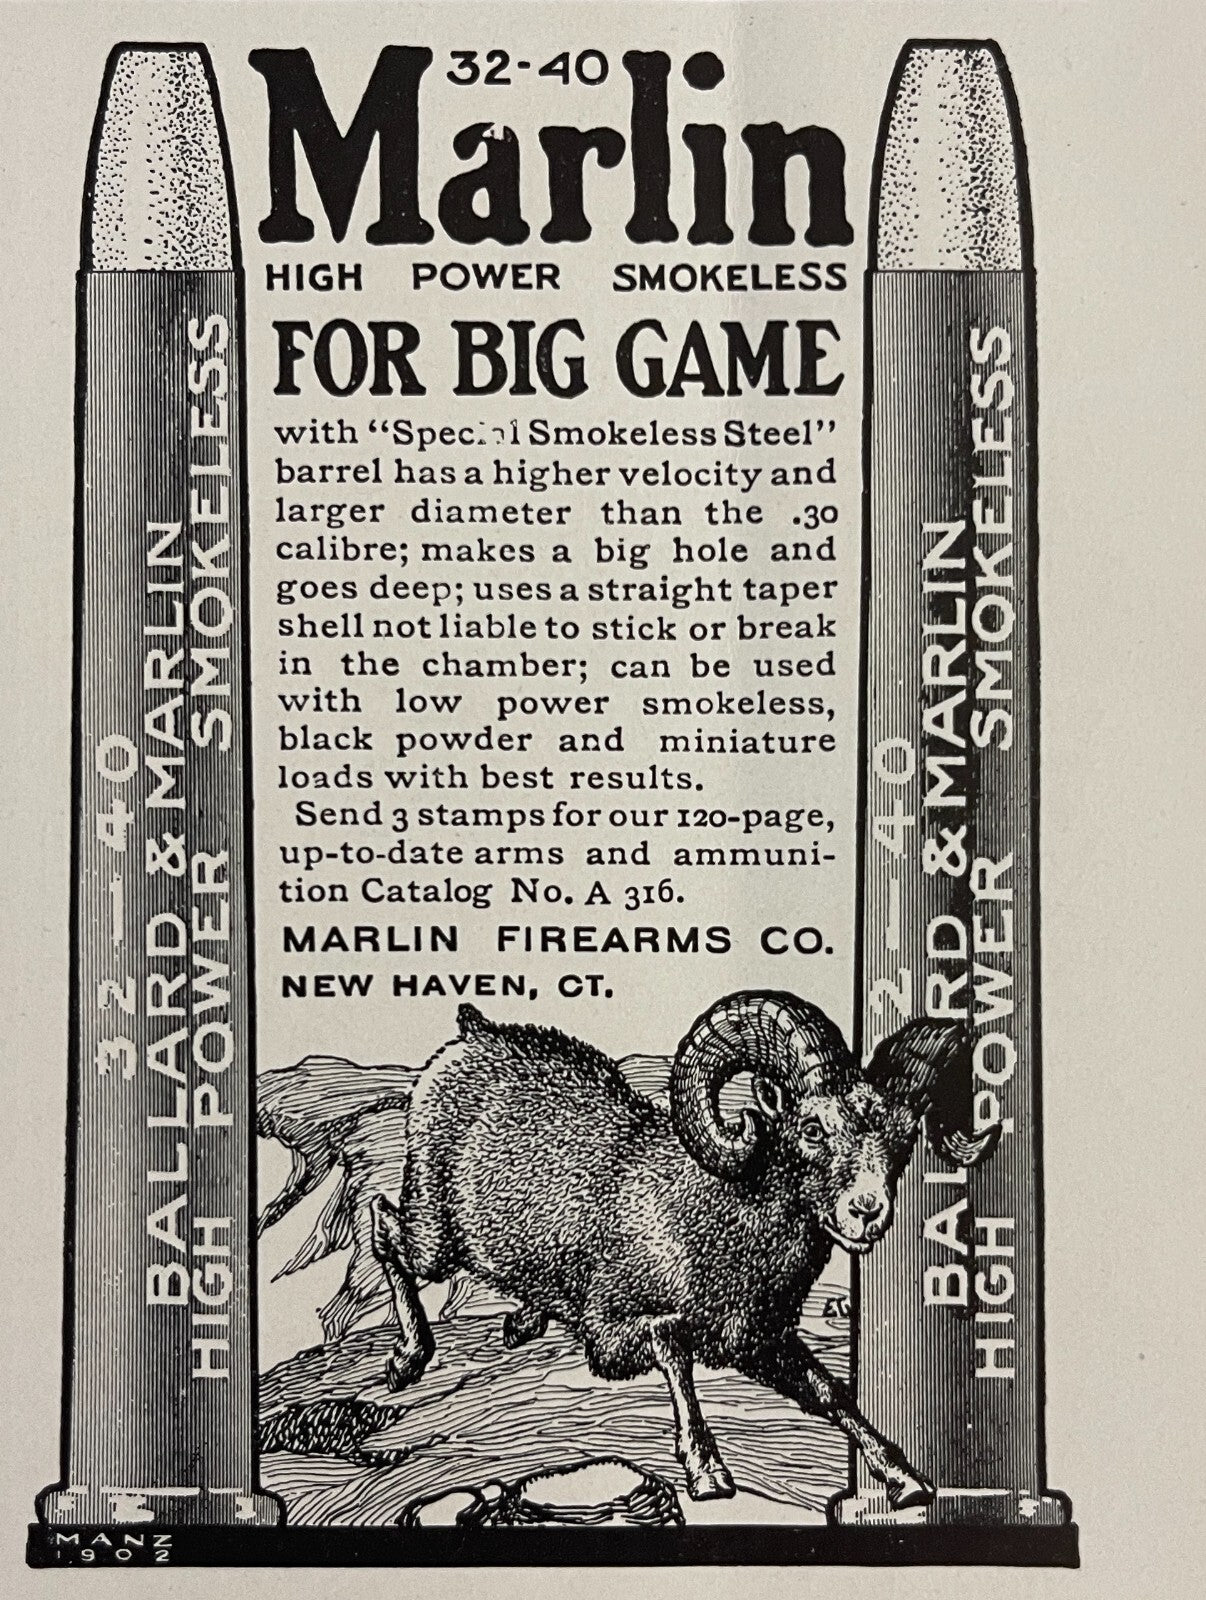 32-40
Marlin
HIGH POWER SMOKELESS
FOR BIG GAME
with "Special Smokeless Steel"
barrel has a higher velocity and
larger diameter than the .30
calibre; makes a big hole and
goes deep; uses a straight taper
shell not liable to stick or break
in the chamber; can be used
with low power smokeless,
black powder and miniature
loads with best results.
Send 3 stamps for our 120-page,
up-to-date arms and ammuni-
tion Catalog No. A 316.
MARLIN FIREARMS CO.
NEW HAVEN, CT.
32-40
BALLARD & MARLIN
HIGH POWER SMOKELESS
2-40
BAL RD & MARLIN
HIGH POWER SMOKELESS
MANZ
1902